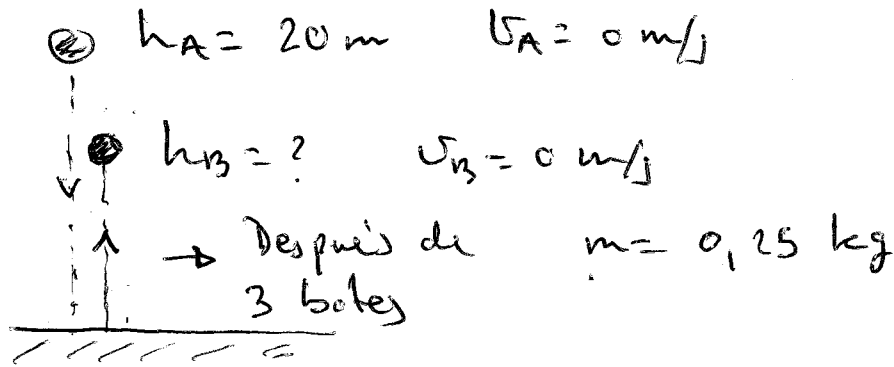 h_A = 20 m v_A = 0 m/s
h_B = ? v_B = 0 m/s
→ Después de m = 0,25 kg
3 botes